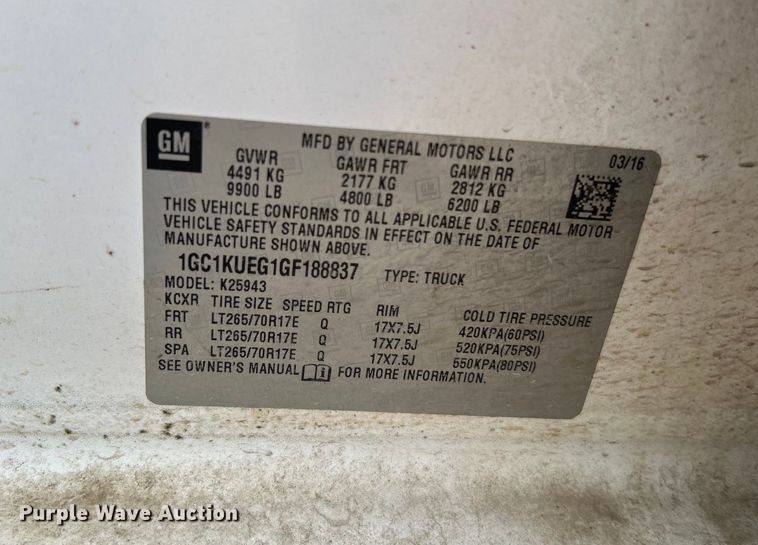 GM ®
MFD BY GENERAL MOTORS LLC
03/16
GVWR GAWR FRT GAWR RR
4491 KG 2177 KG 2812 KG
9900 LB 4800 LB 6200 LB
THIS VEHICLE CONFORMS TO ALL APPLICABLE U.S. FEDERAL MOTOR
VEHICLE SAFETY STANDARDS IN EFFECT ON THE DATE OF
MANUFACTURE SHOWN ABOVE.
1GC1KUEG1GF188837 TYPE: TRUCK
MODEL: K25943
KCXR TIRE SIZE SPEED RTG RIM COLD TIRE PRESSURE
FRT LT265/70R17E Q 17X7.5J 420KPA(60PSI)
RR LT265/70R17E Q 17X7.5J 520KPA(75PSI)
SPA LT265/70R17E Q 17X7.5J 550KPA(80PSI)
SEE OWNER'S MANUAL FOR MORE INFORMATION.
Purple Wave Auction